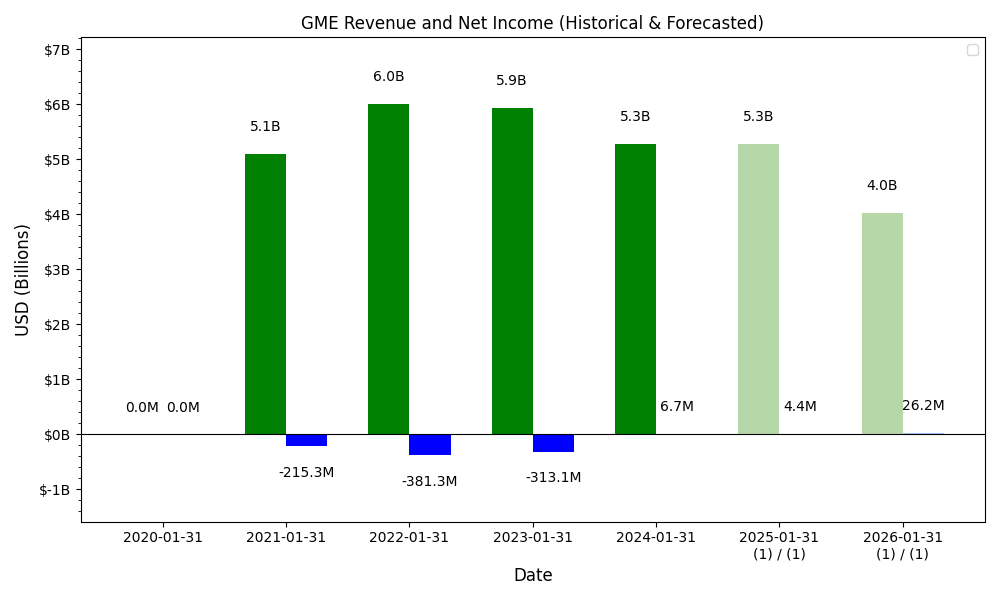 GME Revenue and Net Income (Historical & Forecasted)
$7B
$6B
$5B
$4B
$3B
$2B
$1B
$0B
$-1B
USD (Billions)
0.0M 0.0M
5.1B
-215.3M
6.0B
-381.3M
5.9B
-313.1M
5.3B
6.7M
5.3B
4.4M
4.0B
26.2M
2020-01-31
2021-01-31
2022-01-31
2023-01-31
2024-01-31
2025-01-31
(1) / (1)
2026-01-31
(1) / (1)
Date